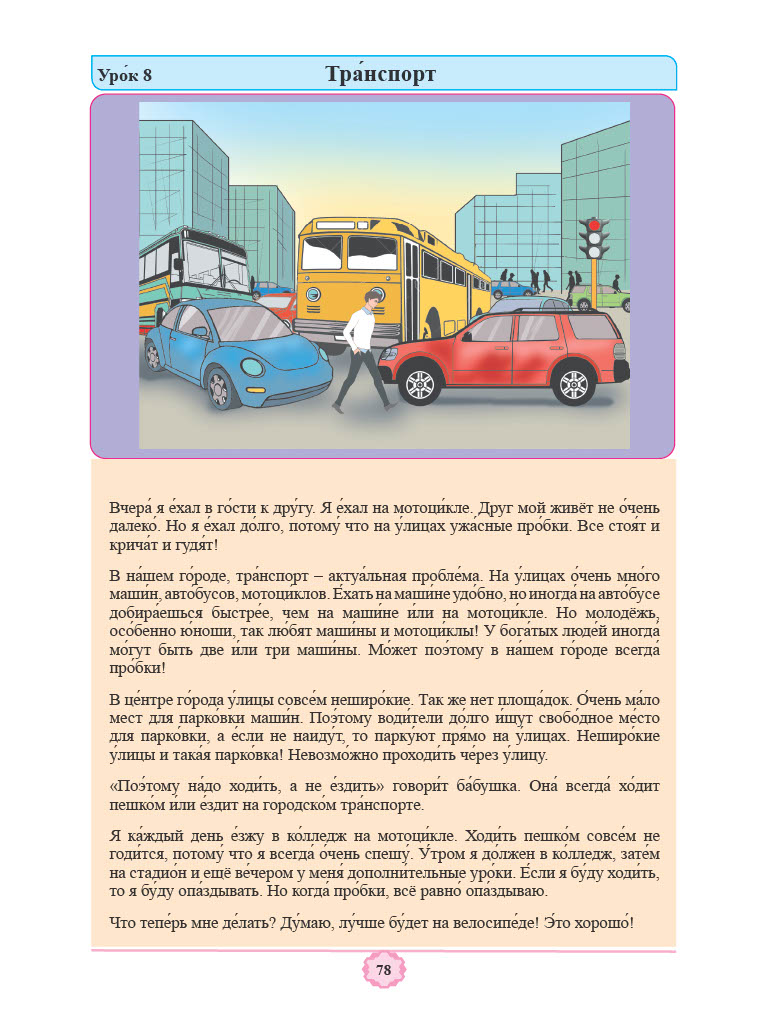 Уро́к 8
Тра́нспорт
Вчера́ я е́хал в го́сти к дру́гу. Я е́хал на мотоци́кле. Друг мой живёт не о́чень
далеко́. Но я е́хал до́лго, потому́ что на у́лицах ужа́сные про́бки. Все стоя́т и
крича́т и гудя́т!
В на́шем го́роде, тра́нспорт – актуа́льная пробле́ма. На у́лицах о́чень мно́го
маши́н, авто́бусов, мотоци́клов. Е́хать на маши́не удо́бно, но иногда́ на авто́бусе
добира́ешься быстре́е, чем на маши́не и́ли на мотоци́кле. Но молодёжь,
осо́бенно ю́ноши, так лю́бят маши́ны и мотоци́клы! У бога́тых люде́й иногда́
мо́гут быть две и́ли три маши́ны. Мо́жет поэ́тому в на́шем го́роде всегда́
про́бки!
В це́нтре го́рода у́лицы совсе́м неширо́кие. Так же нет площа́док. О́чень ма́ло
мест для парко́вки маши́н. Поэ́тому води́тели до́лго и́щут свобо́дное ме́сто
для парко́вки, а е́сли не найду́т, то парку́ют пря́мо на у́лицах. Неширо́кие
у́лицы и така́я парко́вка! Невозмо́жно проходи́ть че́рез у́лицу.
«Поэ́тому на́до ходи́ть, а не е́здить» говори́т ба́бушка. Она́ всегда́ хо́дит
пешко́м и́ли е́здит на городско́м тра́нспорте.
Я ка́ждый день е́зжу в ко́лледж на мотоци́кле. Ходи́ть пешко́м совсе́м не
годи́тся, потому́ что я всегда́ о́чень спешу́. У́тром я до́лжен в ко́лледж, зате́м
на стадио́н и ещё ве́чером у меня́ дополни́тельные уро́ки. Е́сли я бу́ду ходи́ть,
то я бу́ду опа́здывать. Но когда́ про́бки, всё равно́ опа́здываю.
Что тепе́рь мне де́лать? Ду́маю, лу́чше бу́дет на велосипе́де! Э́то хорошо́!
78